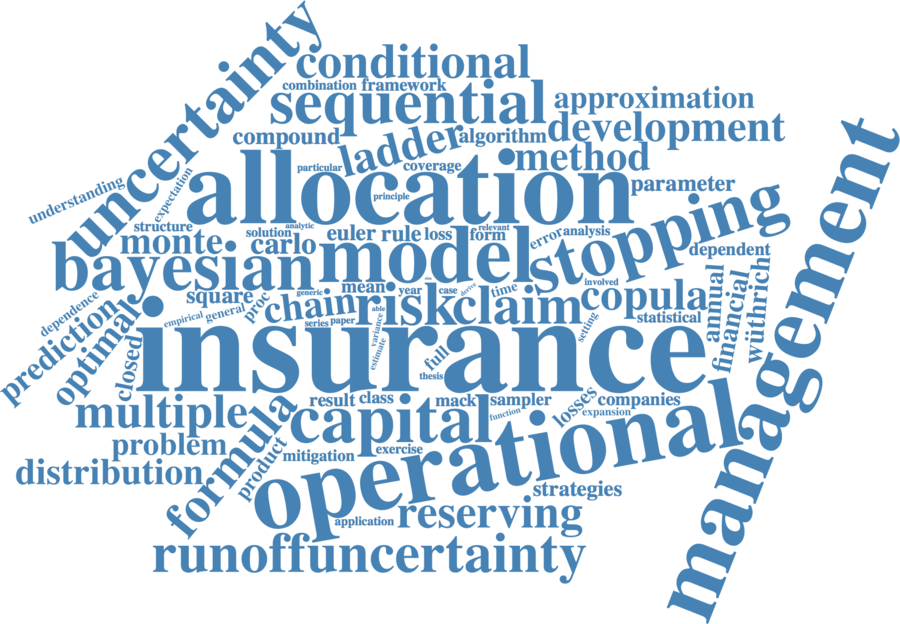 uncertainty
conditional
combination
framework
sequential
approximation
compound
ladder
algorithm
development
method
allocation
particular
coverage
principle
parameter
understanding
expectation
management
structure
solution
analytic
monte
carlo
euler
rule
loss
form
relevant
error
analysis
stopping
dependent
bayesian
model
mean
year
case
derive
time
involved
square
generic
chain
risk
claim
copula
annual
financial
wüthrich
dependence
prediction
optimal
empirical
general
proc
series
paper
able
variance
estimate
setting
statistical
closed
insurance
full
thesis
multiple
formula
result
class
mack
sampler
function
losses
expansion
companies
capital
operational
problem
product
mitigation
exercise
distribution
strategies
application
reserving
runoffuncertainty